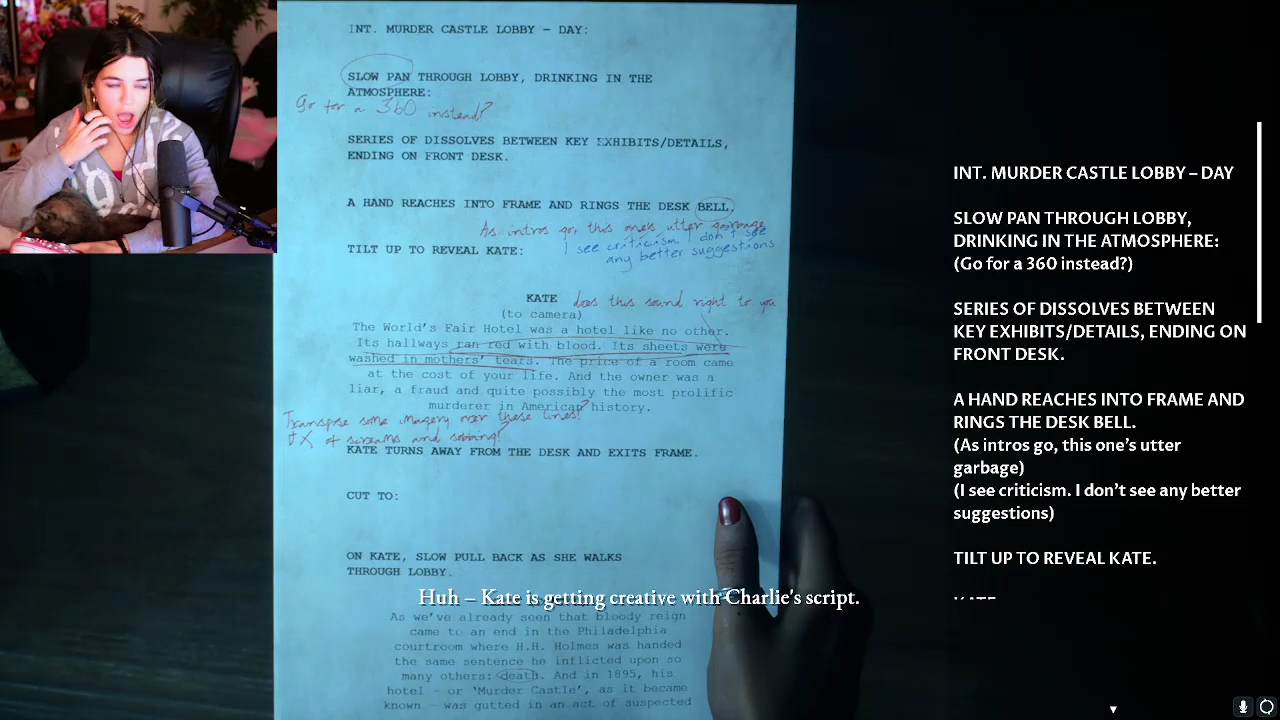 INT. MURDER CASTLE LOBBY – DAY:
SLOW PAN THROUGH LOBBY, DRINKING IN THE
ATMOSPHERE:
Go for a 360 instead?
SERIES OF DISSOLVES BETWEEN KEY EXHIBITS/DETAILS,
ENDING ON FRONT DESK.
A HAND REACHES INTO FRAME AND RINGS THE DESK BELL.
As intros go, this one's utter garbage
I see criticism. I don't see
any better suggestions
TILT UP TO REVEAL KATE:
KATE does this sound right to you
(to camera)
The World's Fair Hotel was a hotel like no other.
Its hallways ran red with blood. Its sheets were
washed in mothers' tears. The price of a room came
at the cost of your life. And the owner was a
liar, a fraud and quite possibly the most prolific
murderer in American history.
Transpose some imagery over these lines?
FX of screams and sobbing?
KATE TURNS AWAY FROM THE DESK AND EXITS FRAME.
CUT TO:
ON KATE, SLOW PULL BACK AS SHE WALKS
THROUGH LOBBY.
Huh – Kate is getting creative with Charlie's script.
As we've already seen that bloody reign
came to an end in the Philadelphia
courtroom where H.H. Holmes was handed
the same sentence he inflicted upon so
many others: death. And in 1895, his
hotel – or 'Murder Castle', as it became
known – was gutted in an act of suspected
INT. MURDER CASTLE LOBBY – DAY
SLOW PAN THROUGH LOBBY,
DRINKING IN THE ATMOSPHERE:
(Go for a 360 instead?)
SERIES OF DISSOLVES BETWEEN
KEY EXHIBITS/DETAILS, ENDING ON
FRONT DESK.
A HAND REACHES INTO FRAME AND
RINGS THE DESK BELL.
(As intros go, this one's utter
garbage)
(I see criticism. I don't see any better
suggestions)
TILT UP TO REVEAL KATE.
KATE